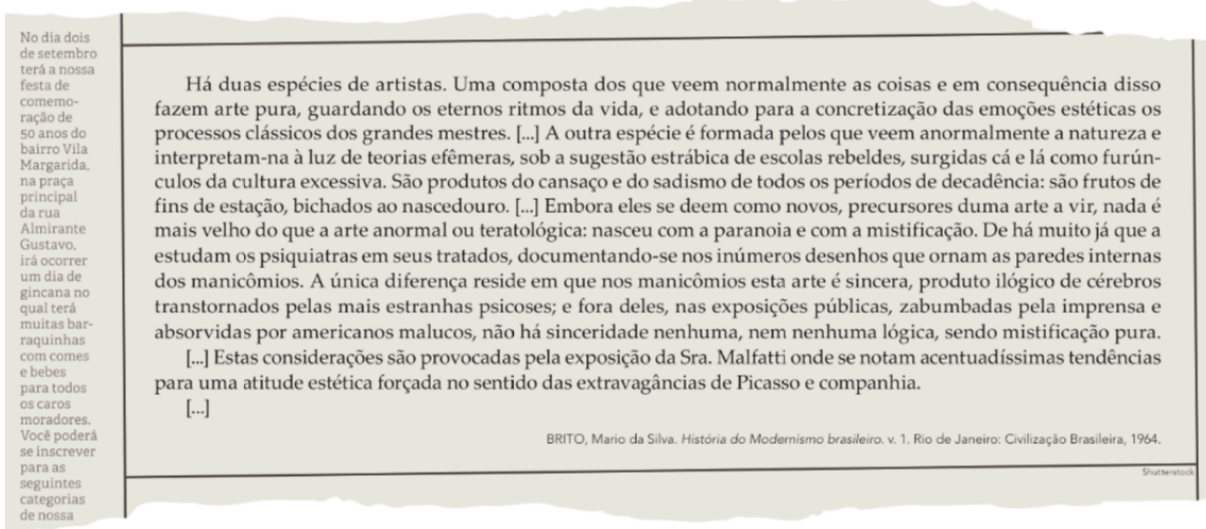 No dia dois
de setembro
terá a nossa
festa de
comemo-
ração de
50 anos do
bairro Vila
Margarida,
na praça
principal
da rua
Almirante
Gustavo,
irá ocorrer
um dia de
gincana no
qual terá
muitas bar-
raquinhas
com comes
e bebes
para todos
os caros
moradores.
Você poderá
se inscrever
para as
seguintes
categorias
de nossa
Há duas espécies de artistas. Uma composta dos que veem normalmente as coisas e em consequência disso
fazem arte pura, guardando os eternos ritmos da vida, e adotando para a concretização das emoções estéticas os
processos clássicos dos grandes mestres. [...] A outra espécie é formada pelos que veem anormalmente a natureza e
interpretam-na à luz de teorias efêmeras, sob a sugestão estrábica de escolas rebeldes, surgidas cá e lá como furún-
culos da cultura excessiva. São produtos do cansaço e do sadismo de todos os períodos de decadência: são frutos de
fins de estação, bichados ao nascedouro. [...] Embora eles se deem como novos, precursores duma arte a vir, nada é
mais velho do que a arte anormal ou teratológica: nasceu com a paranoia e com a mistificação. De há muito já que a
estudam os psiquiatras em seus tratados, documentando-se nos inúmeros desenhos que ornam as paredes internas
dos manicômios. A única diferença reside em que nos manicômios esta arte é sincera, produto ilógico de cérebros
transtornados pelas mais estranhas psicoses; e fora deles, nas exposições públicas, zabumbadas pela imprensa e
absorvidas por americanos malucos, não há sinceridade nenhuma, nem nenhuma lógica, sendo mistificação pura.
[...] Estas considerações são provocadas pela exposição da Sra. Malfatti onde se notam acentuadíssimas tendências
para uma atitude estética forçada no sentido das extravagâncias de Picasso e companhia.
[...]
BRITO, Mario da Silva. História do Modernismo brasileiro. v. 1. Rio de Janeiro: Civilização Brasileira, 1964.
Shutterstock